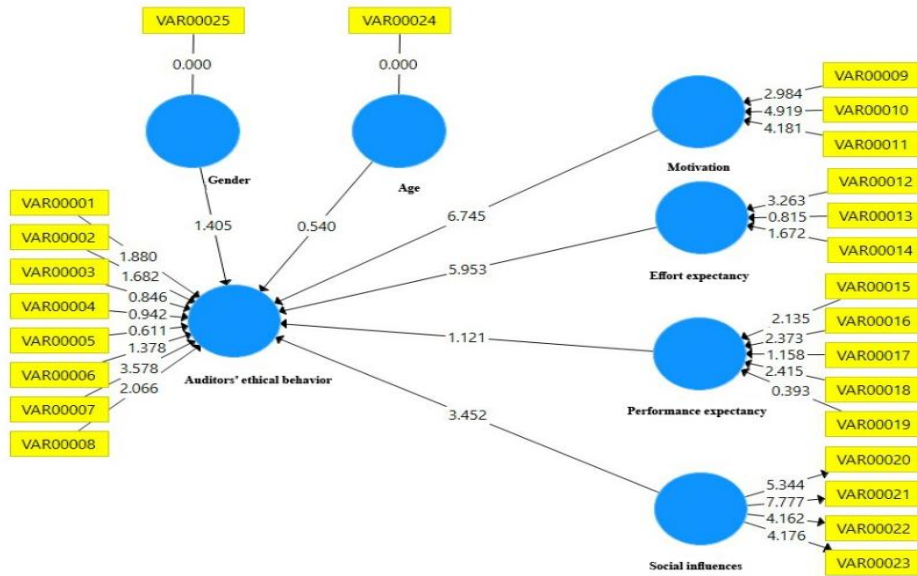 VAR00025
VAR00024
0.000
0.000
VAR00009
2.984
VAR00010
4.919
4.181
VAR00011
Motivation
Gender
Age
VAR00012
3.263
VAR00001
6.745
0.815
VAR00013
1.405
0.540
1.672
VAR00002
1.880
VAR00014
1.682
5.953
Effort expectancy
VAR00003
0.846
VAR00015
VAR00004
0.942
2.135
VAR00016
0.611
1.121
2.373
VAR00005
1.158
VAR00017
1.378
2.415
VAR00006
3.578
Auditors' ethical behavior
VAR00018
2.066
0.393
VAR00007
3.452
Performance expectancy
VAR00019
VAR00008
VAR00020
5.344
7.777
VAR00021
4.162
VAR00022
4.176
Social influences
VAR00023